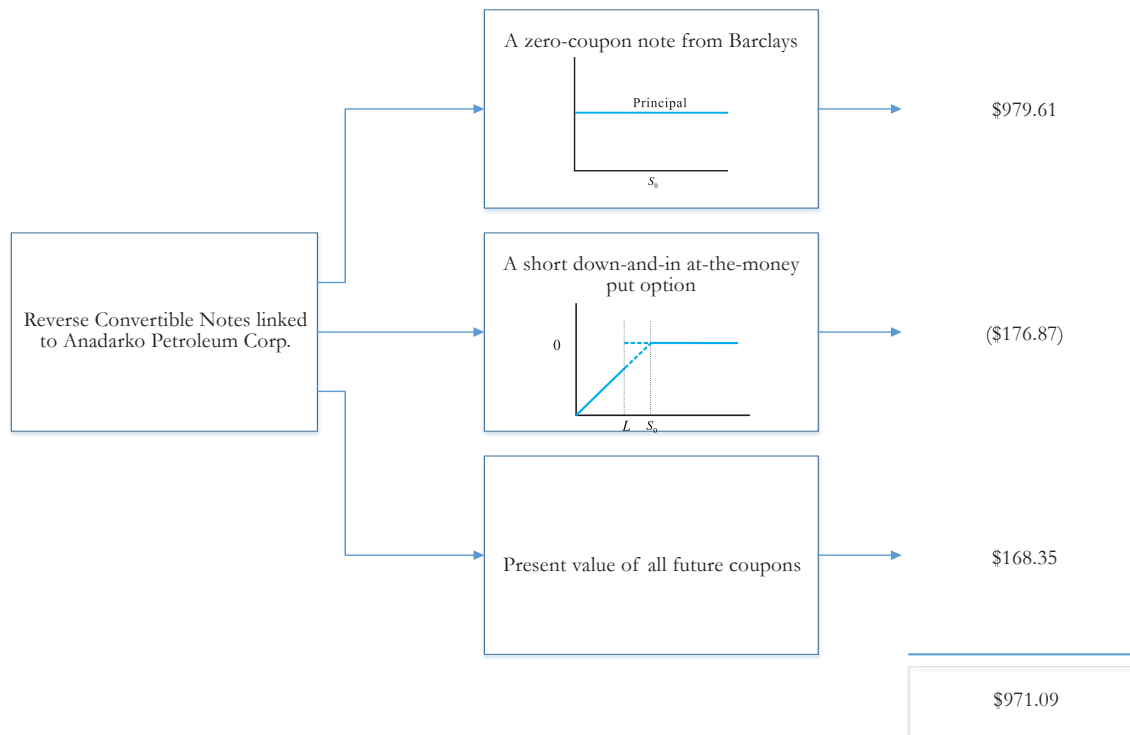 A zero-coupon note from Barclays
Principal
S₀
$979.61
Reverse Convertible Notes linked
to Anadarko Petroleum Corp.
A short down-and-in at-the-money
put option
0
L S₀
($176.87)
Present value of all future coupons
$168.35
$971.09